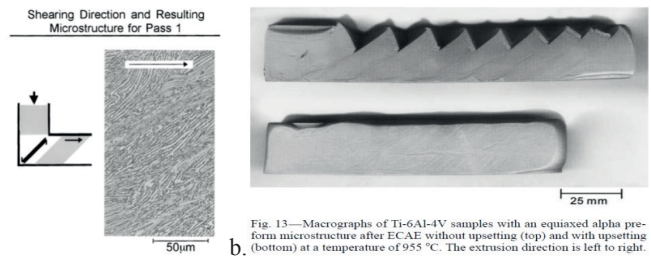 Shearing Direction and Resulting
Microstructure for Pass 1
50μm
b.
25 mm
Fig. 13—Macrographs of Ti-6Al-4V samples with an equiaxed alpha pre-
form microstructure after ECAE without upsetting (top) and with upsetting
(bottom) at a temperature of 955 °C. The extrusion direction is left to right.